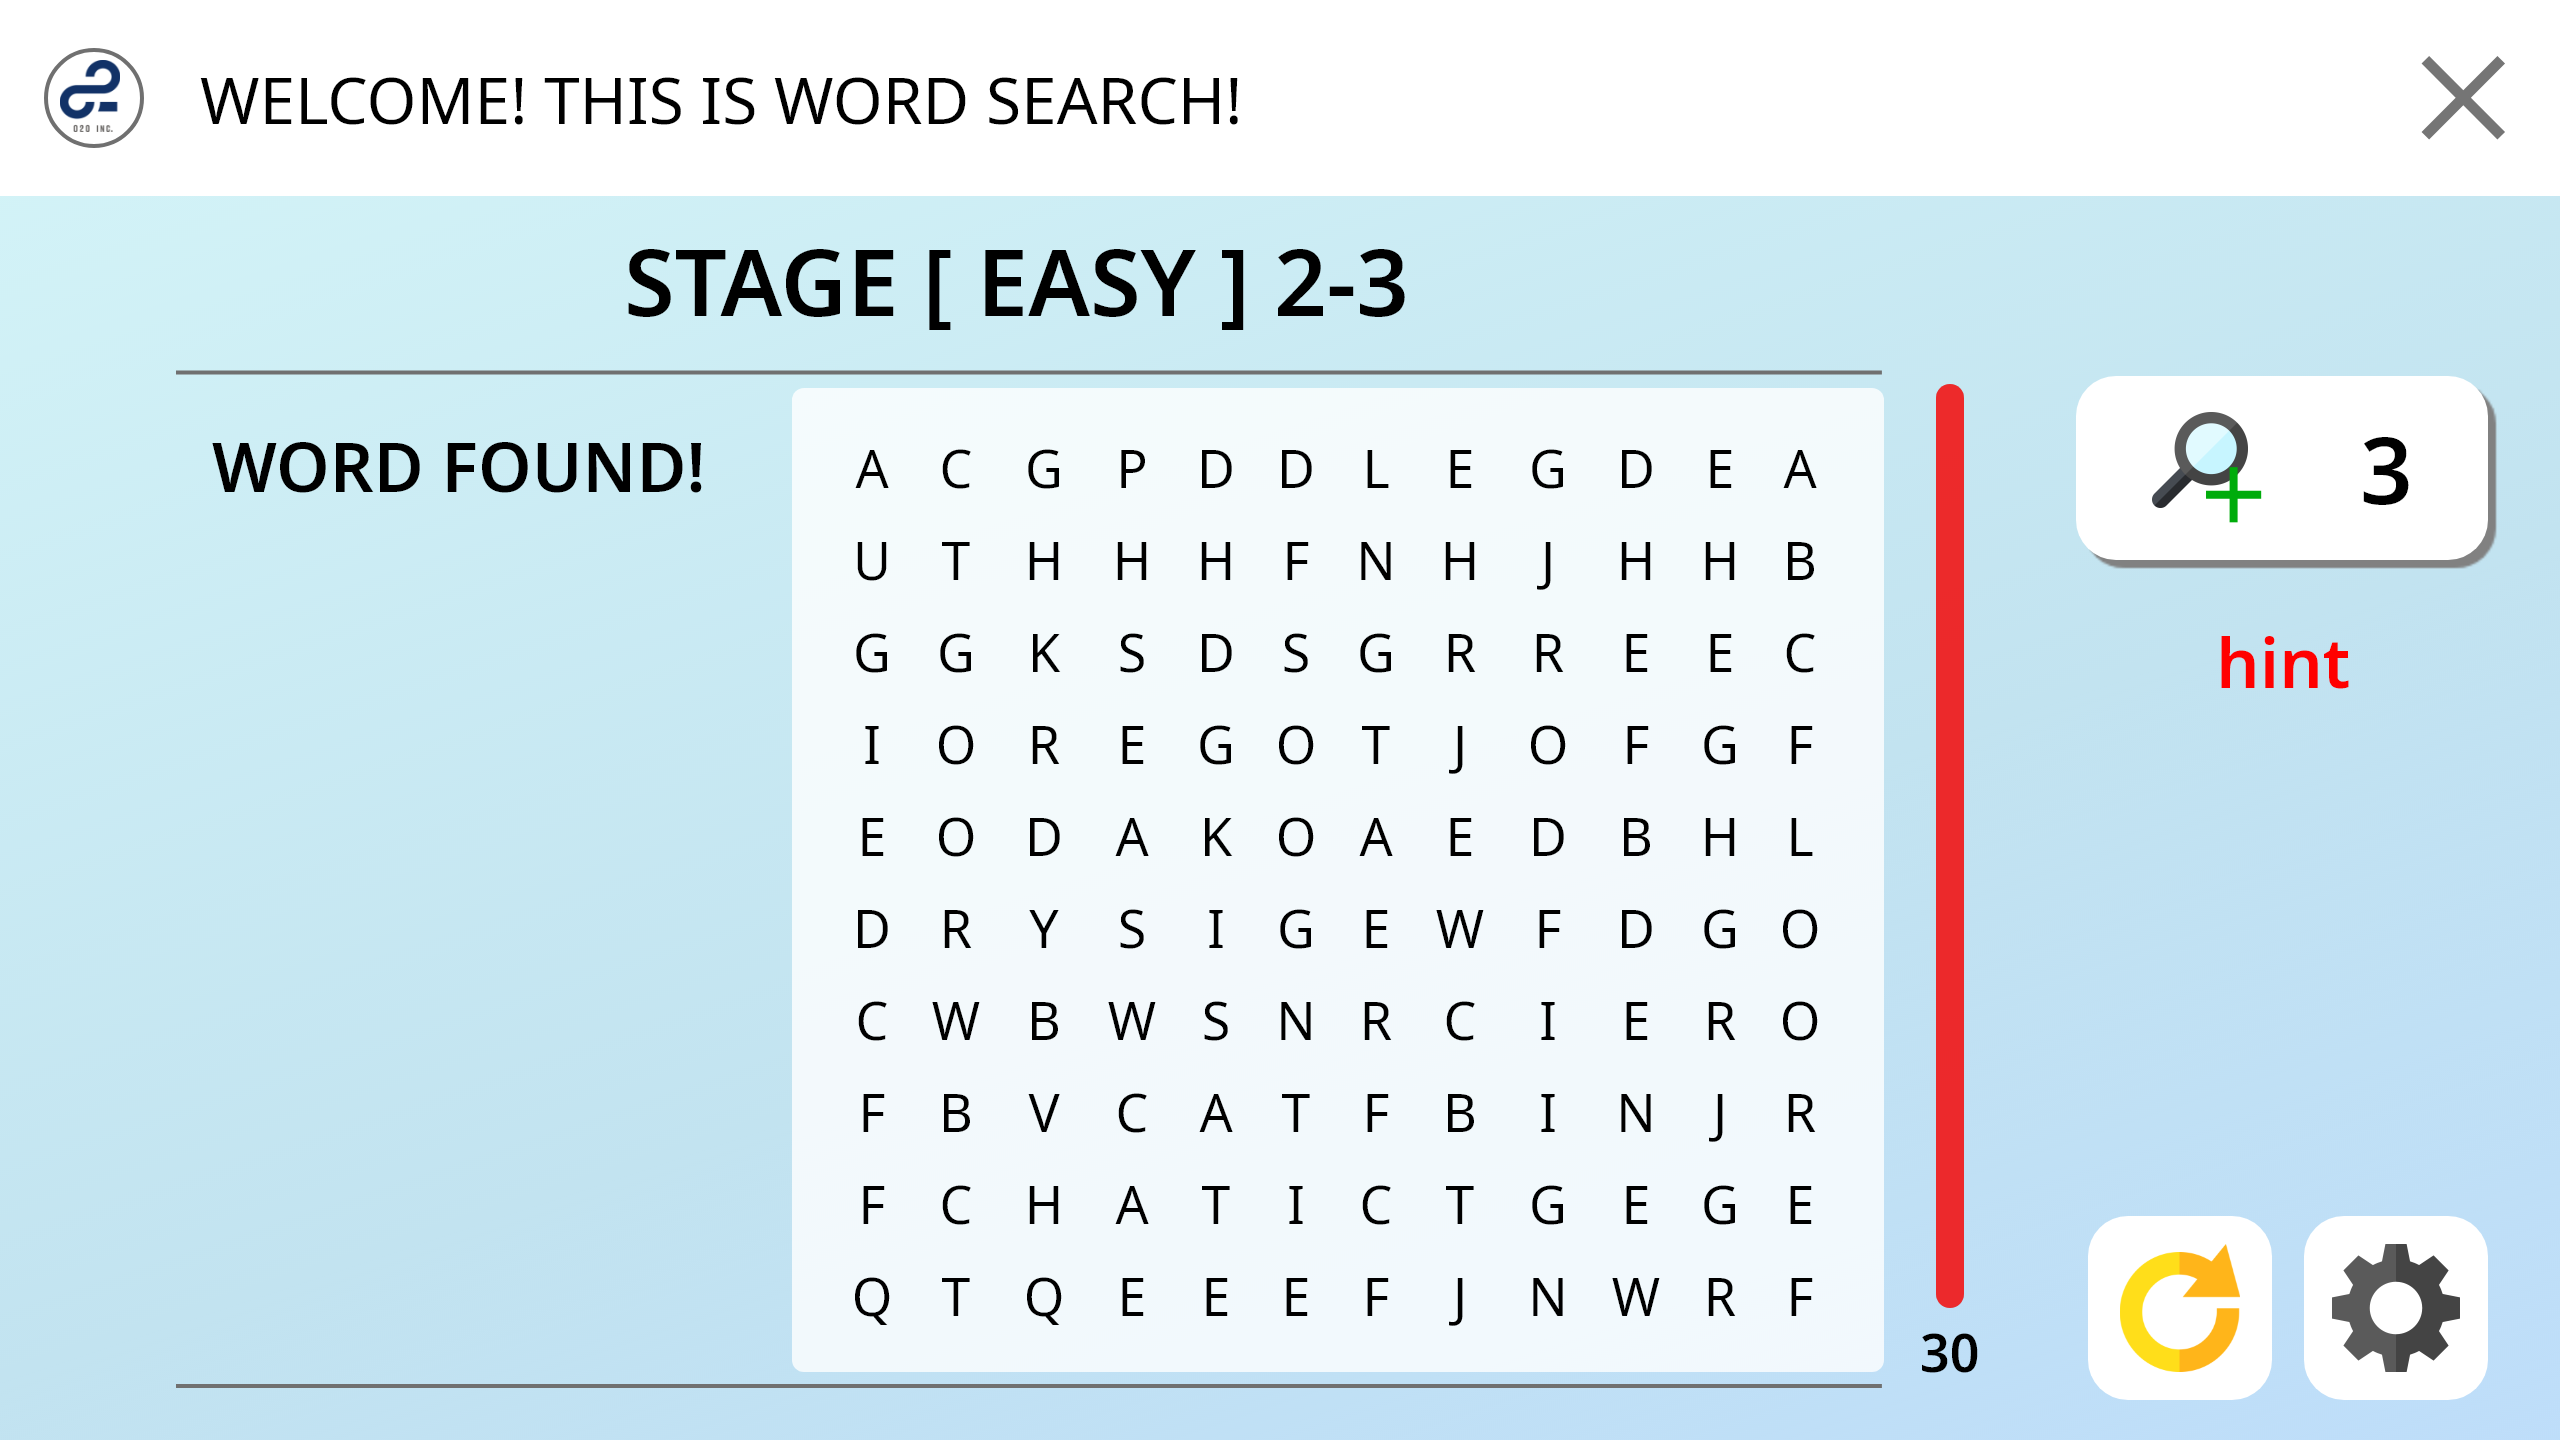 O2O INC.
WELCOME! THIS IS WORD SEARCH!
STAGE [ EASY ] 2-3
WORD FOUND!
A C G P D D L E G D E A
U T H H H F N H J H H B
G G K S D S G R R E E C
I O R E G O T J O F G F
E O D A K O A E D B H L
D R Y S I G E W F D G O
C W B W S N R C I E R O
F B V C A T F B I N J R
F C H A T I C T G E G E
Q T Q E E E F J N W R F
30
3
hint